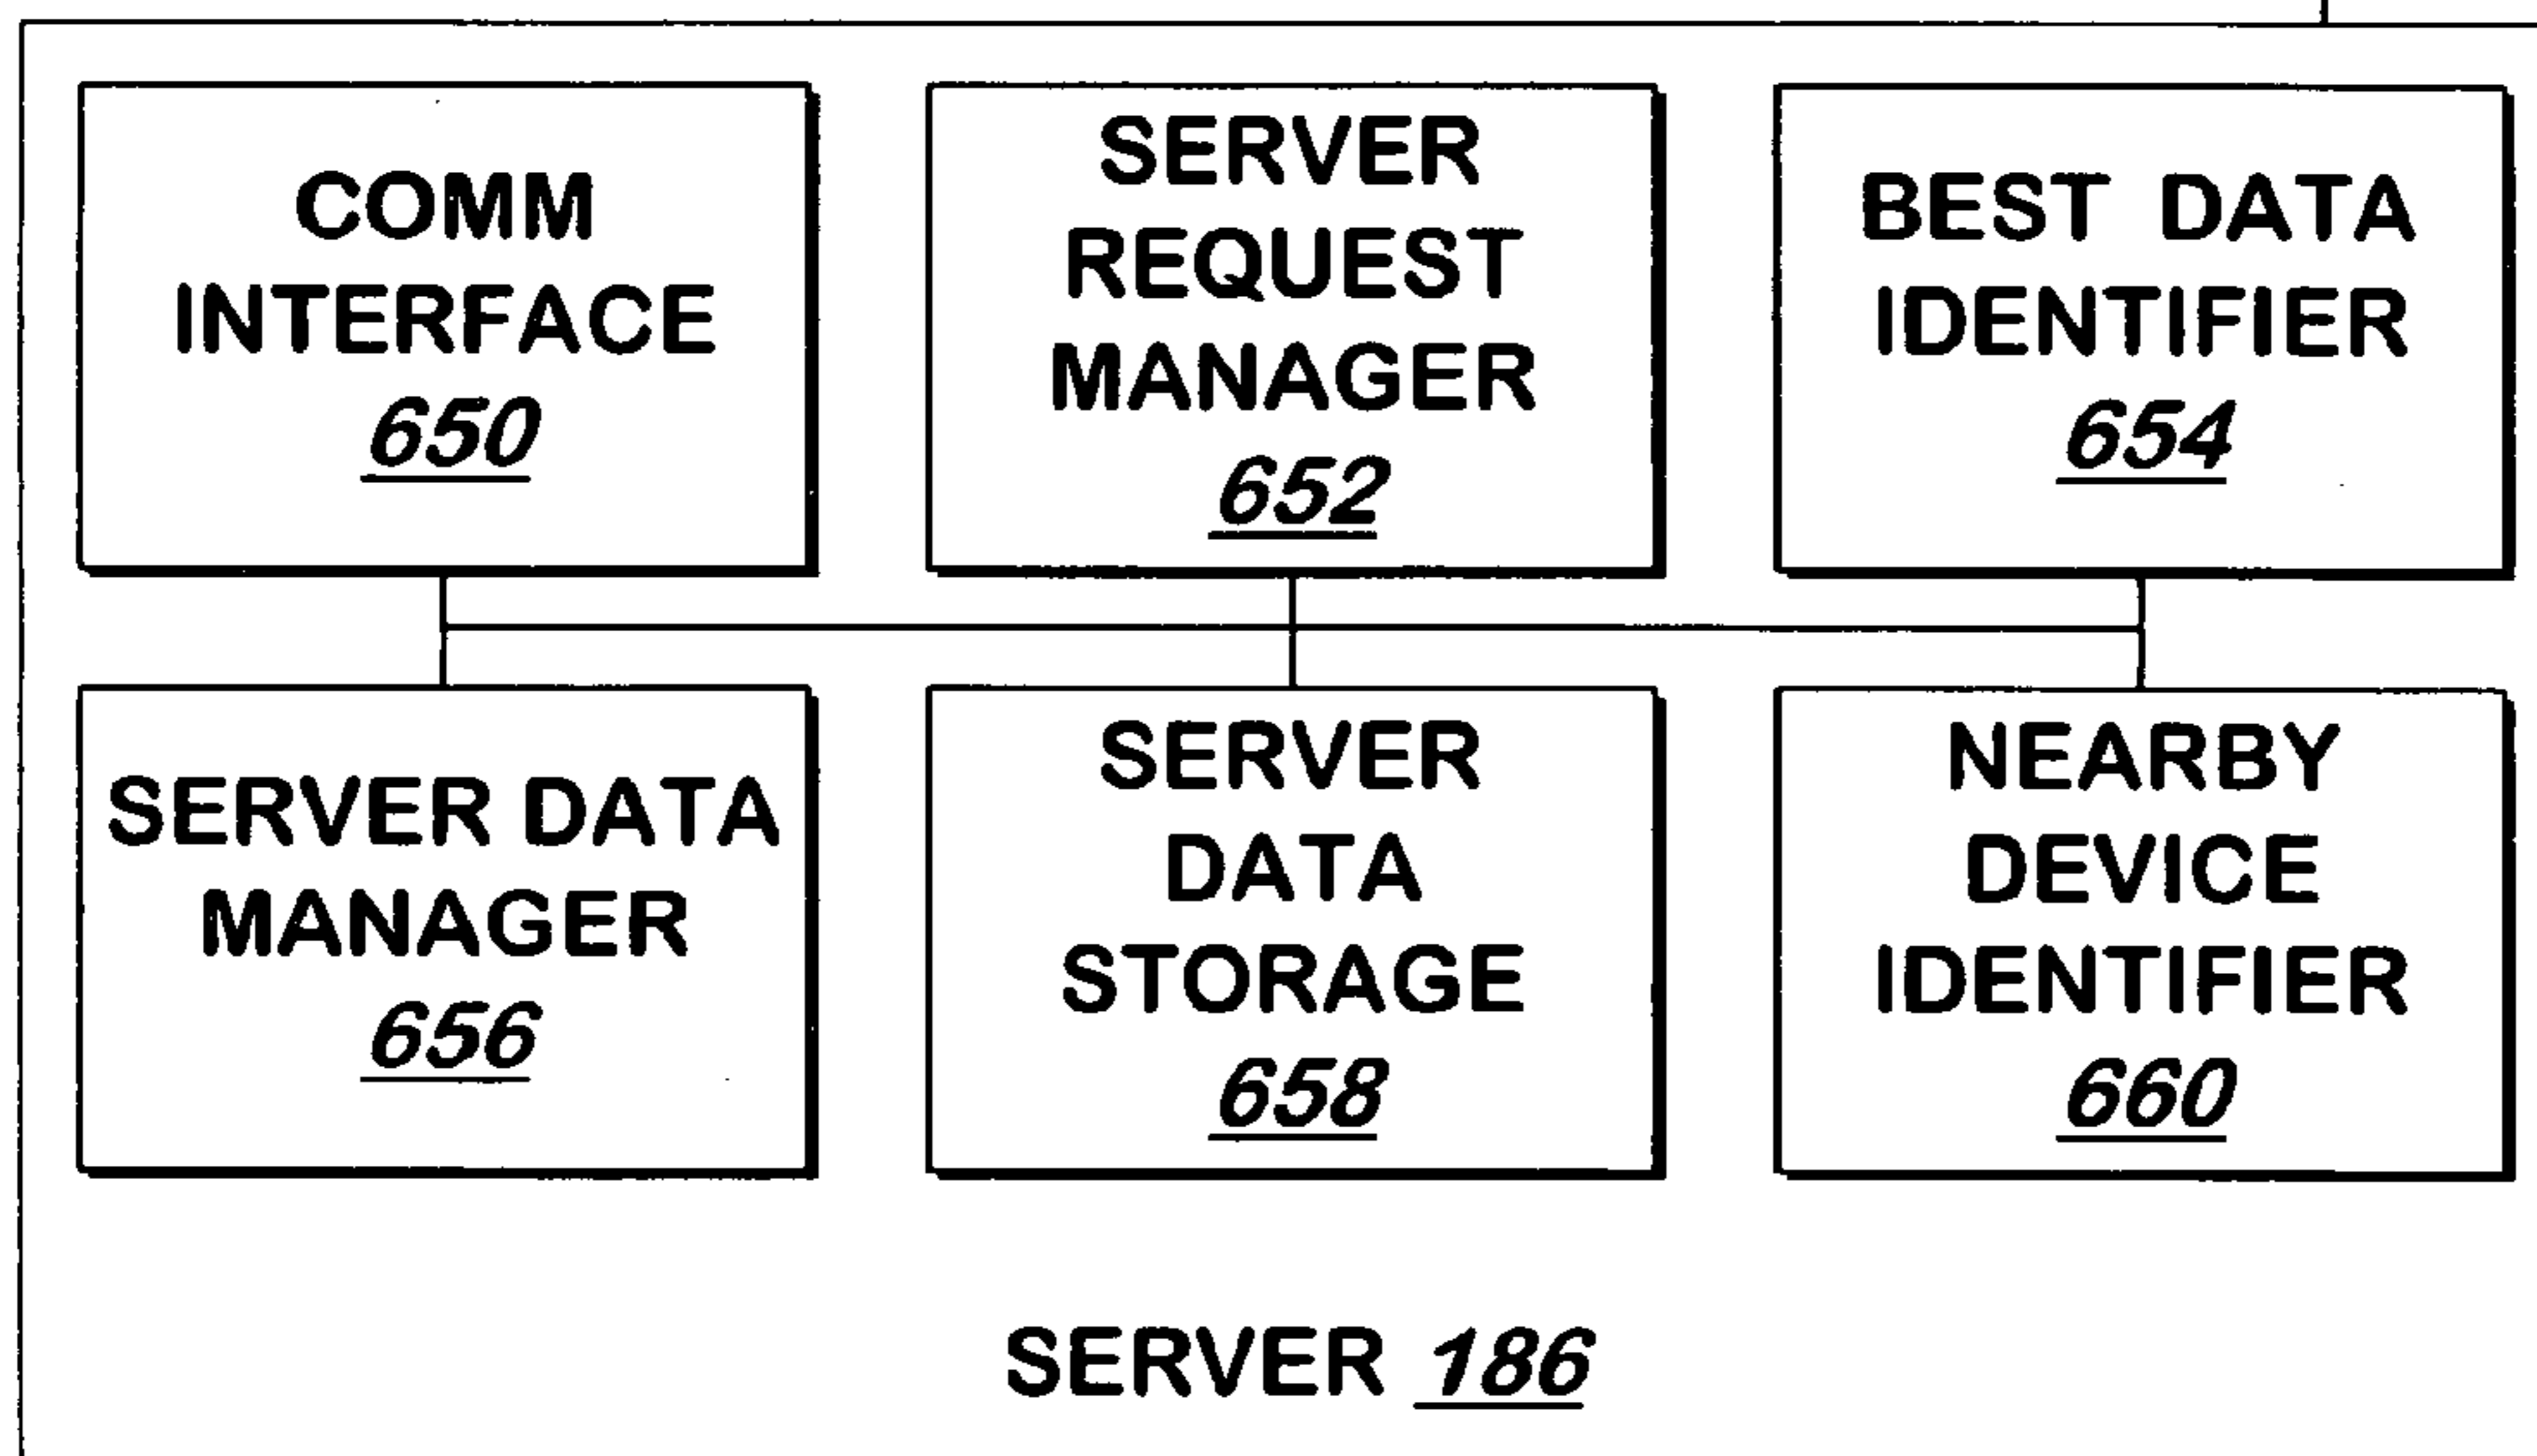 COMM
INTERFACE
650
SERVER
REQUEST
MANAGER
652
BEST DATA
IDENTIFIER
654
SERVER DATA
MANAGER
656
SERVER
DATA
STORAGE
658
NEARBY
DEVICE
IDENTIFIER
660
SERVER 186